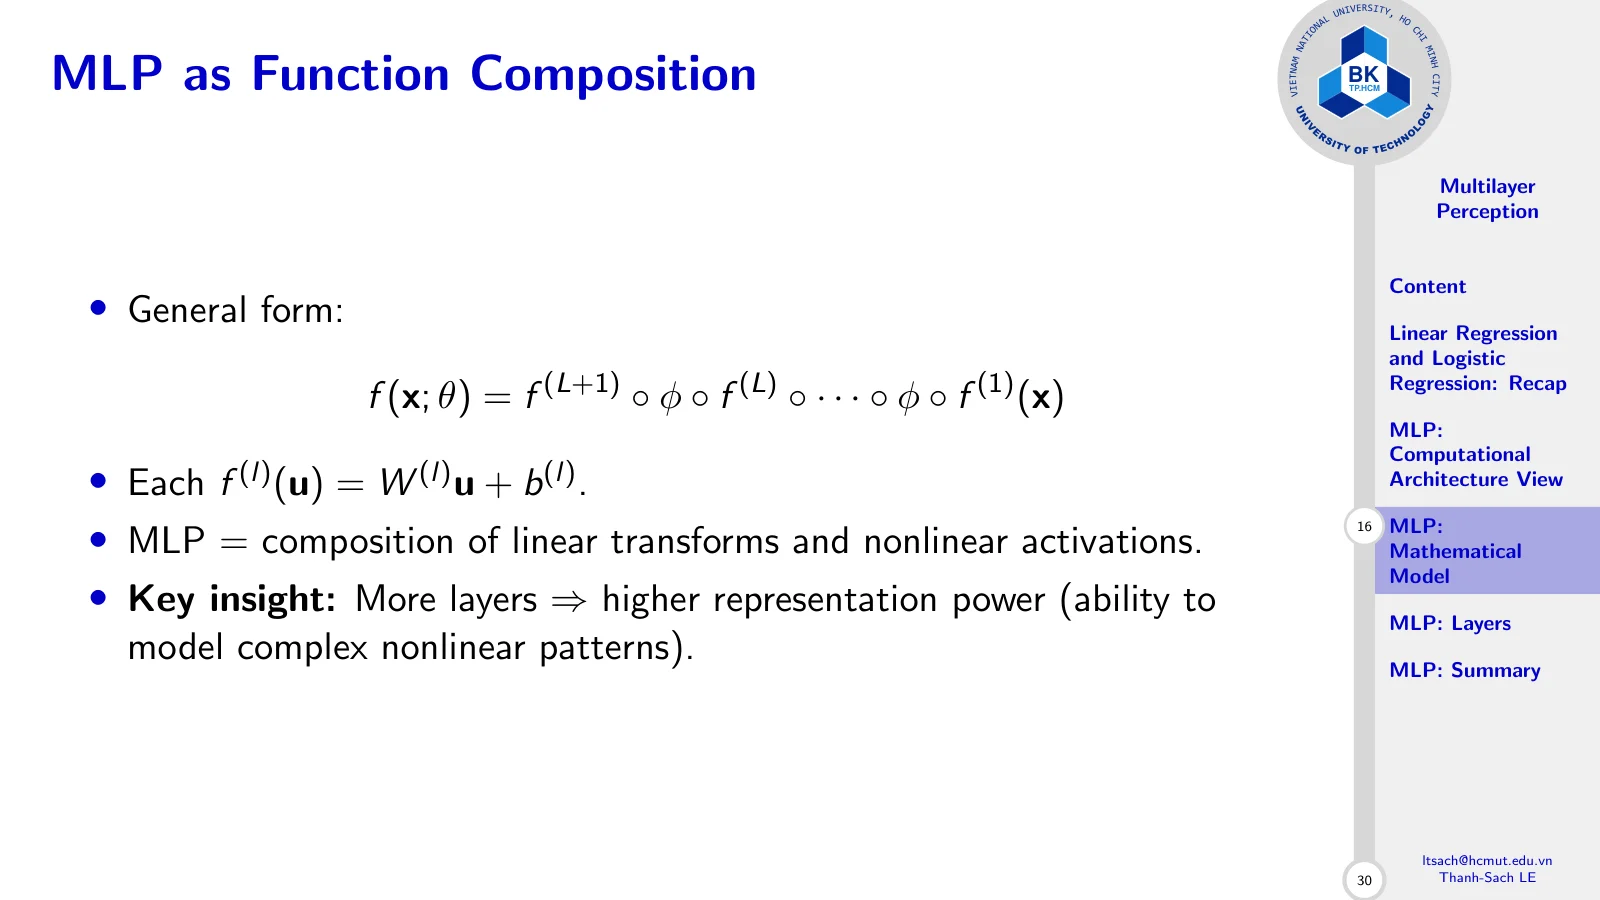 MLP as Function Composition
• General form:
f(x; θ) = f^(L+1) ∘ ϕ ∘ f^(L) ∘ ⋯ ∘ ϕ ∘ f^(1)(x)
• Each f^(l)(u) = W^(l)u + b^(l).
• MLP = composition of linear transforms and nonlinear activations.
• Key insight: More layers ⇒ higher representation power (ability to
model complex nonlinear patterns).
VIETNAM NATIONAL UNIVERSITY, HO CHI MINH CITY
BK
TP.HCM
UNIVERSITY OF TECHNOLOGY
Multilayer
Perception
Content
Linear Regression
and Logistic
Regression: Recap
MLP:
Computational
Architecture View
16
MLP:
Mathematical
Model
MLP: Layers
MLP: Summary
ltsach@hcmut.edu.vn
Thanh-Sach LE
30